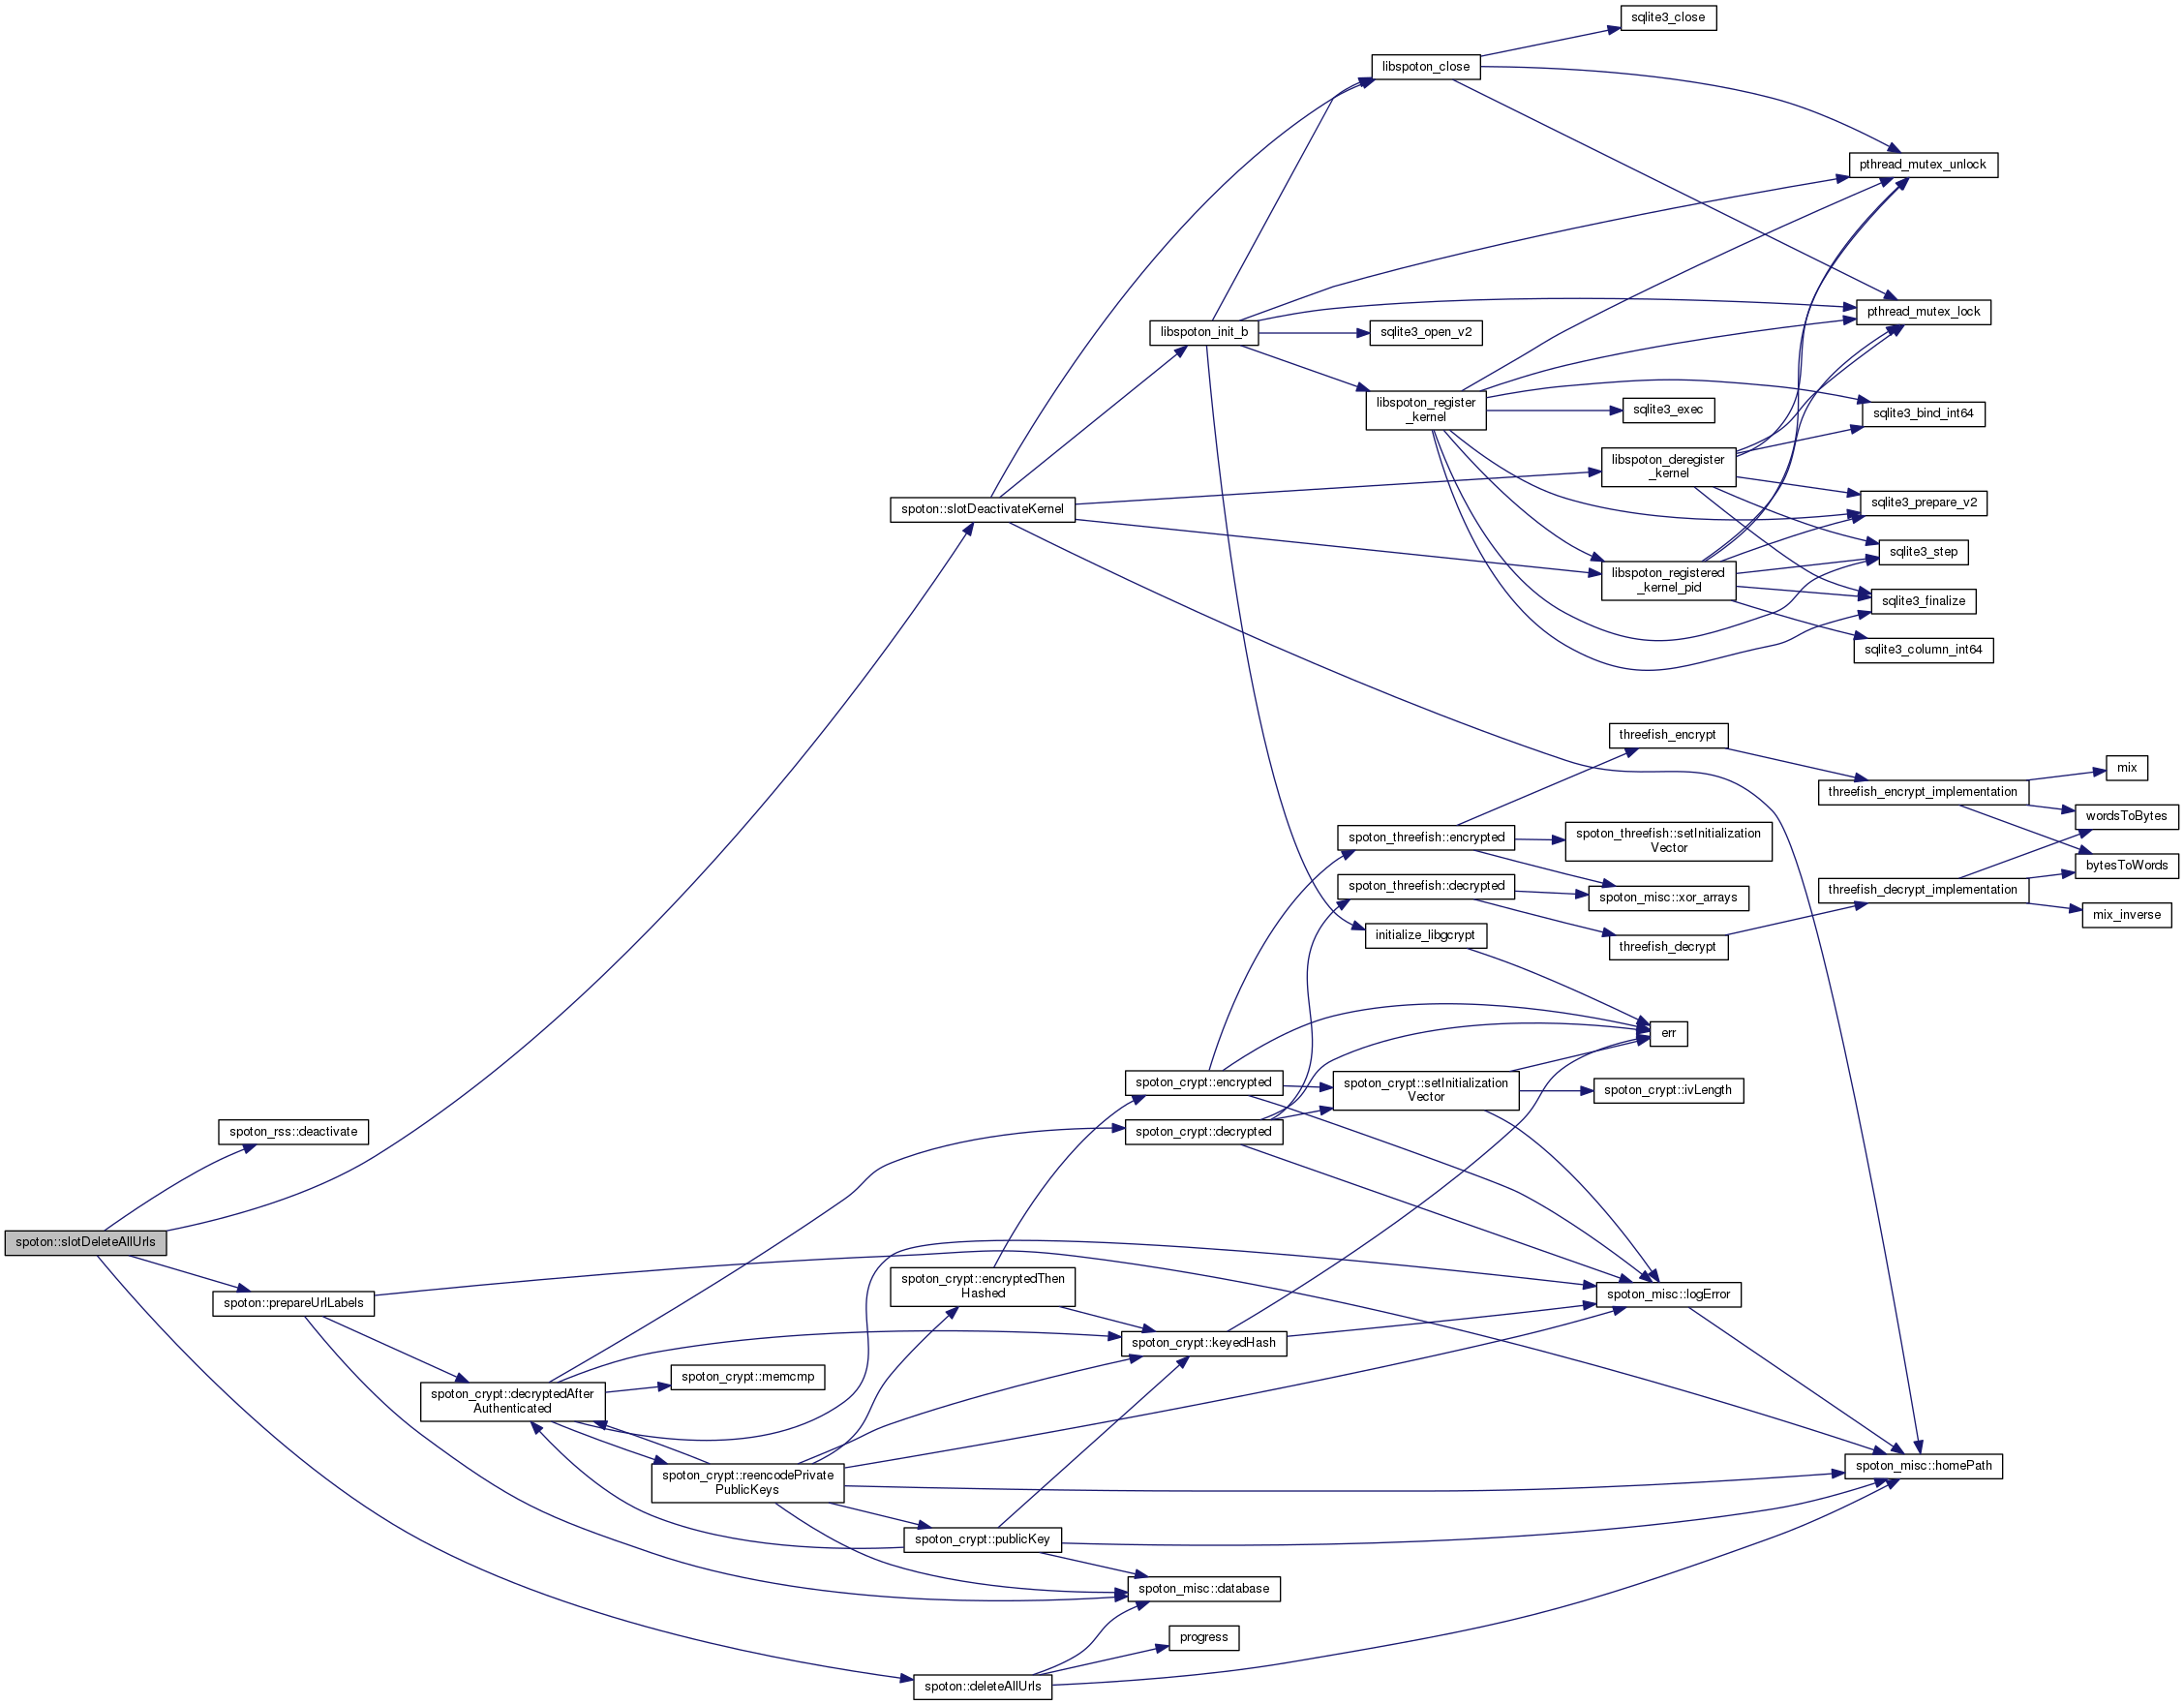 sqlite3_close
libspoton_close
pthread_mutex_unlock
pthread_mutex_lock
libspoton_init_b
sqlite3_open_v2
libspoton_register
_kernel
sqlite3_exec
sqlite3_bind_int64
libspoton_deregister
_kernel
sqlite3_prepare_v2
spoton::slotDeactivateKernel
sqlite3_step
libspoton_registered
_kernel_pid
sqlite3_finalize
sqlite3_column_int64
threefish_encrypt
mix
threefish_encrypt_implementation
wordsToBytes
spoton_threefish::encrypted
spoton_threefish::setInitialization
Vector
bytesToWords
spoton_threefish::decrypted
spoton_misc::xor_arrays
threefish_decrypt_implementation
mix_inverse
initialize_libgcrypt
threefish_decrypt
err
spoton_crypt::encrypted
spoton_crypt::setInitialization
Vector
spoton_crypt::ivLength
spoton_rss::deactivate
spoton_crypt::decrypted
spoton::slotDeleteAllUrls
spoton_crypt::encryptedThen
Hashed
spoton_misc::logError
spoton::prepareUrlLabels
spoton_crypt::keyedHash
spoton_crypt::memcmp
spoton_crypt::decryptedAfter
Authenticated
spoton_misc::homePath
spoton_crypt::reencodePrivate
PublicKeys
spoton_crypt::publicKey
spoton_misc::database
progress
spoton::deleteAllUrls